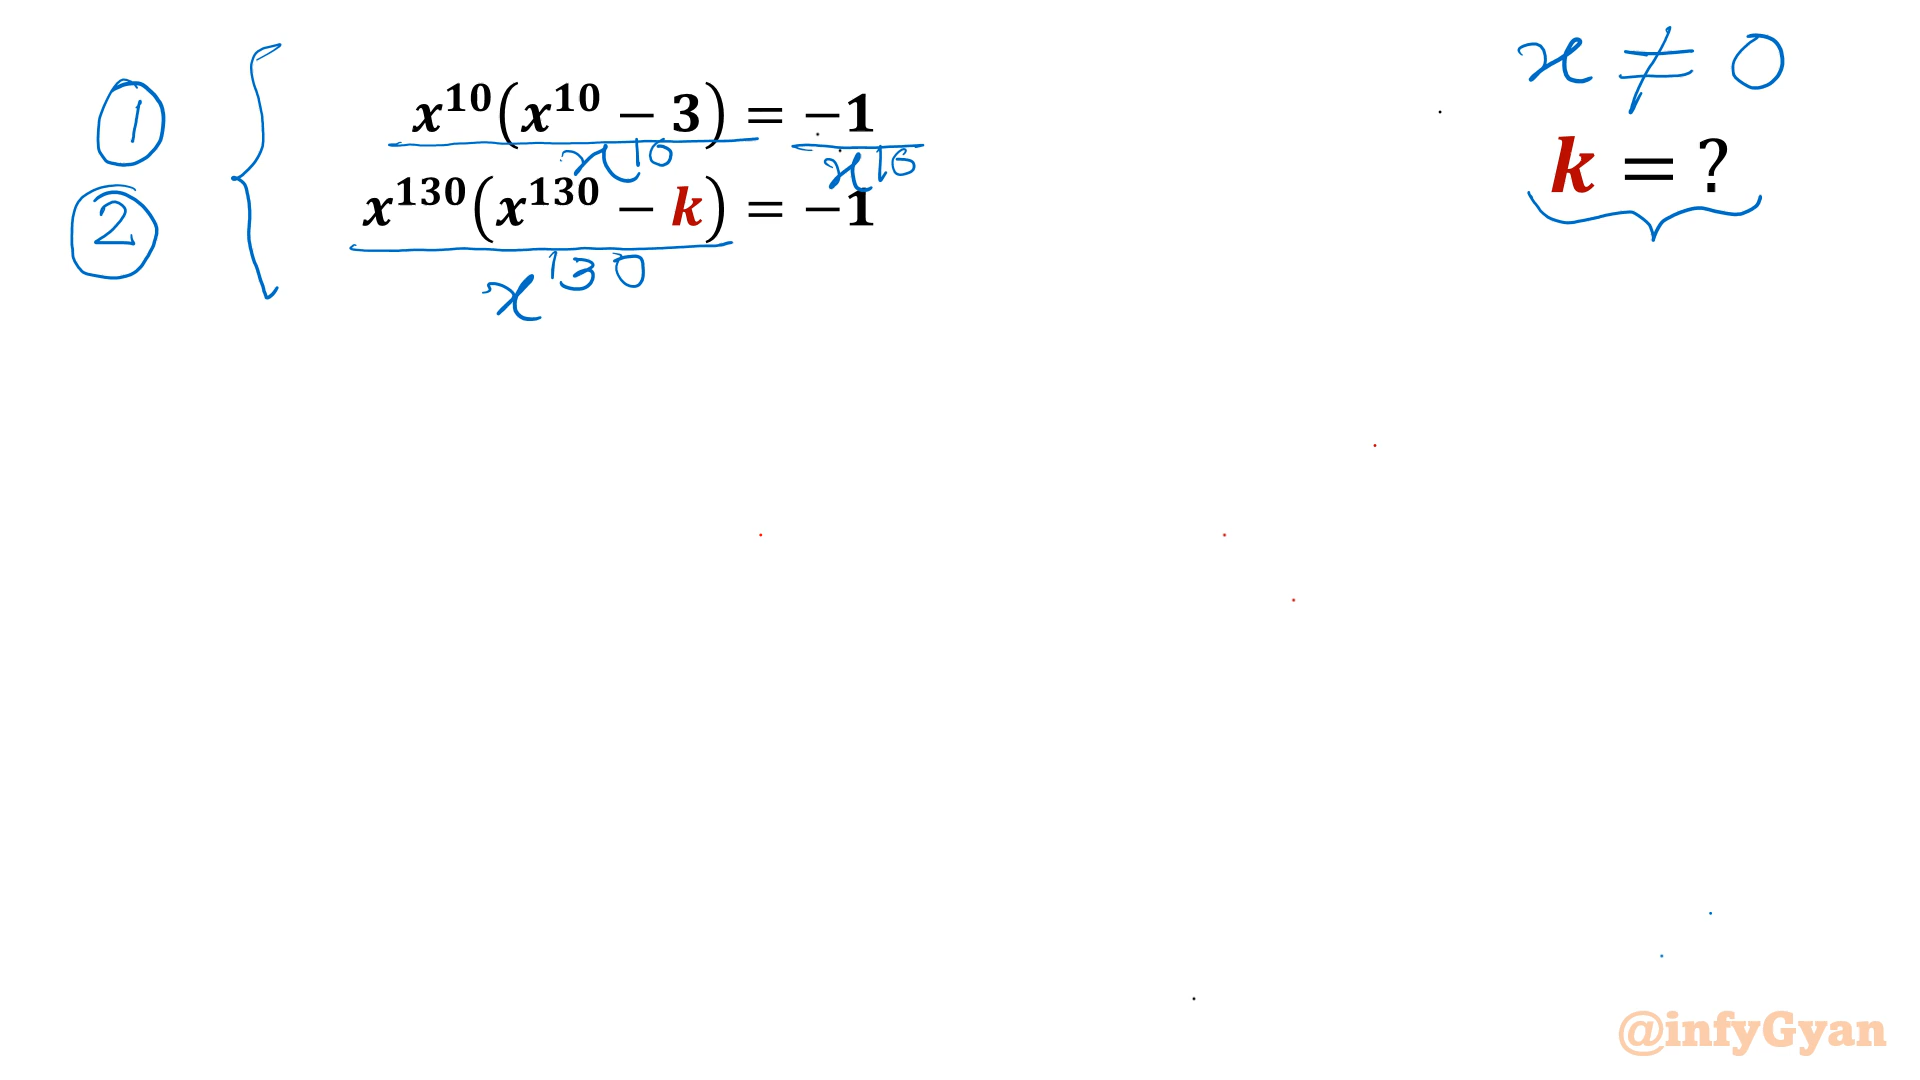 x ≠ 0
① x¹⁰(x¹⁰ − 3) = −1
x¹⁰ x¹⁰
k = ?
② x¹³⁰(x¹³⁰ − k) = −1
x¹³⁰
@infyGyan